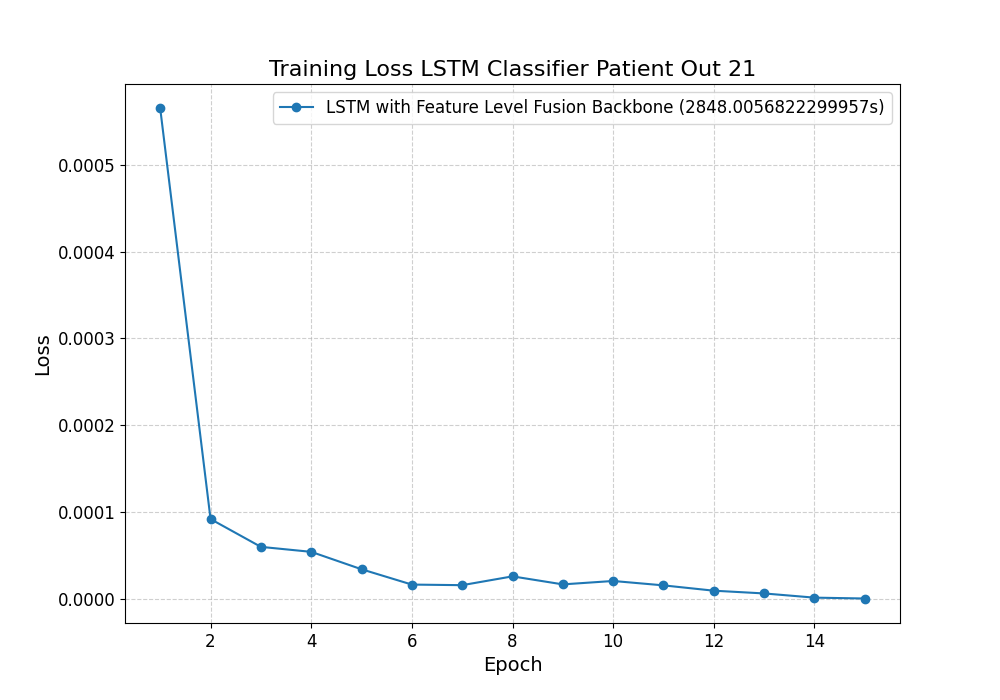 Training Loss LSTM Classifier Patient Out 21
LSTM with Feature Level Fusion Backbone (2848.0056822299957s)
Loss
0.0005
0.0004
0.0003
0.0002
0.0001
0.0000
2 4 6 8 10 12 14
Epoch